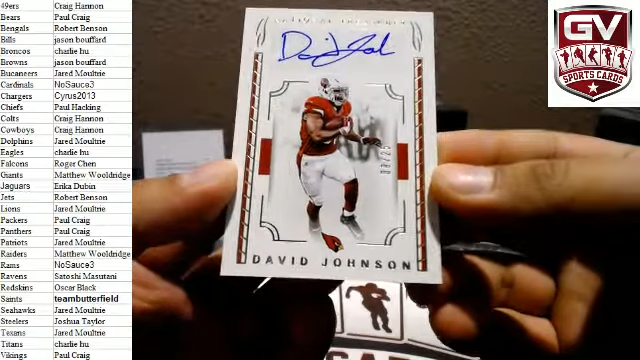 49ers Craig Hannon
Bears Paul Craig
Bengals Robert Benson
Bills jason bouffard
Broncos charlie hu
Browns jason bouffard
Bucaneers Jared Moultrie
Cardinals NoSauce3
Chargers Cyrus2013
Chiefs Paul Hacking
Colts Craig Hannon
Cowboys Craig Hannon
Dolphins Jared Moultrie
Eagles charlie hu
Falcons Roger Chen
Giants Matthew Wooldridge
Jaguars Erika Dubin
Jets Robert Benson
Lions Jared Moultrie
Packers Paul Craig
Panthers Paul Craig
Patriots Jared Moultrie
Raiders Matthew Wooldridge
Rams NoSauce3
Ravens Satoshi Masutani
Redskins Oscar Black
Saints teambutterfield
Seahawks Jared Moultrie
Steelers Joshua Taylor
Texans Jared Moultrie
Titans charlie hu
Vikings Paul Craig
NATIONAL TREASURES
DAVID JOHNSON
GV
SPORTS CARDS